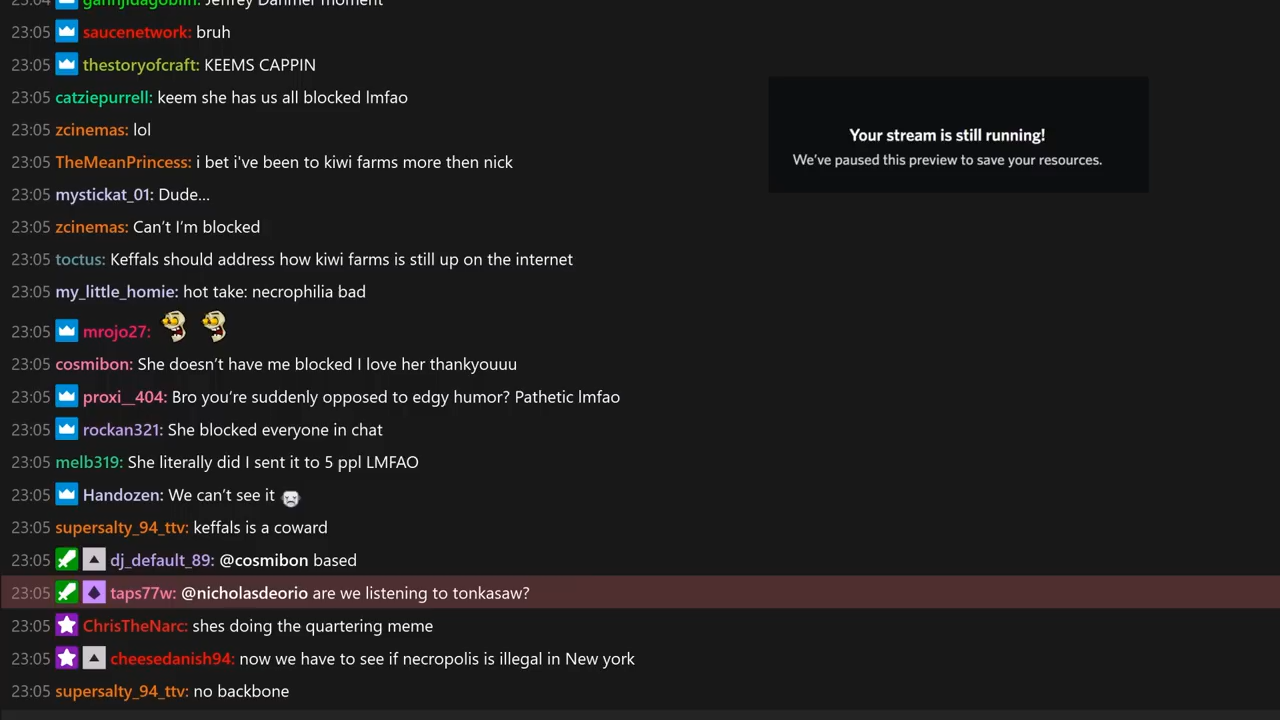 23:04 gannjidagoblin: Jeffrey Dahmer moment
23:05 saucenetwork: bruh
23:05 thestoryofcraft: KEEMS CAPPIN
23:05 catziepurrell: keem she has us all blocked lmfao
23:05 zcinemas: lol
23:05 TheMeanPrincess: i bet i've been to kiwi farms more then nick
23:05 mystickat_01: Dude...
23:05 zcinemas: Can't I'm blocked
23:05 toctus: Keffals should address how kiwi farms is still up on the internet
23:05 my_little_homie: hot take: necrophilia bad
23:05 mrojo27:
23:05 cosmibon: She doesn't have me blocked I love her thankyouuu
23:05 proxi__404: Bro you're suddenly opposed to edgy humor? Pathetic lmfao
23:05 rockan321: She blocked everyone in chat
23:05 melb319: She literally did I sent it to 5 ppl LMFAO
23:05 Handozen: We can't see it
23:05 supersalty_94_ttv: keffals is a coward
23:05 dj_default_89: @cosmibon based
23:05 taps77w: @nicholasdeorio are we listening to tonkasaw?
23:05 ChrisTheNarc: shes doing the quartering meme
23:05 cheesedanish94: now we have to see if necropolis is illegal in New york
23:05 supersalty_94_ttv: no backbone
Your stream is still running!
We've paused this preview to save your resources.